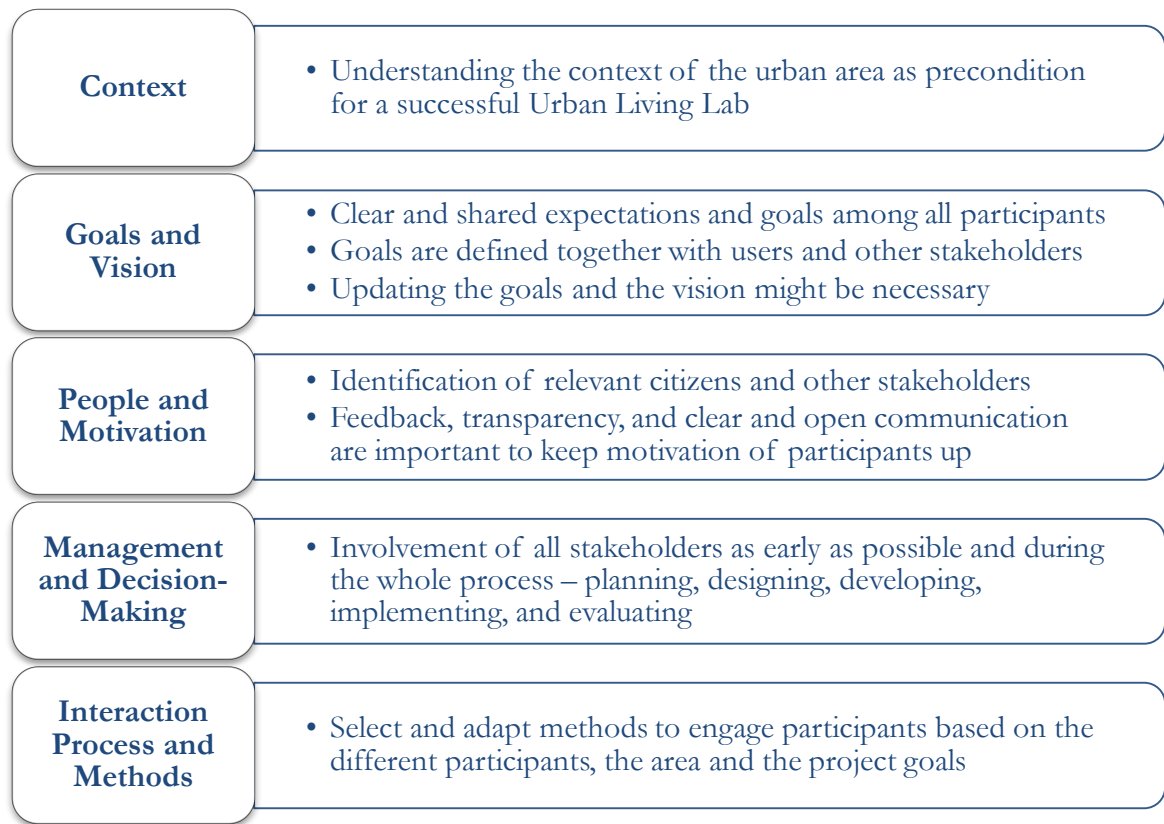 Context
• Understanding the context of the urban area as precondition
for a successful Urban Living Lab
Goals and
Vision
• Clear and shared expectations and goals among all participants
• Goals are defined together with users and other stakeholders
• Updating the goals and the vision might be necessary
People and
Motivation
• Identification of relevant citizens and other stakeholders
• Feedback, transparency, and clear and open communication
are important to keep motivation of participants up
Management
and Decision-
Making
• Involvement of all stakeholders as early as possible and during
the whole process – planning, designing, developing,
implementing, and evaluating
Interaction
Process and
Methods
• Select and adapt methods to engage participants based on the
different participants, the area and the project goals